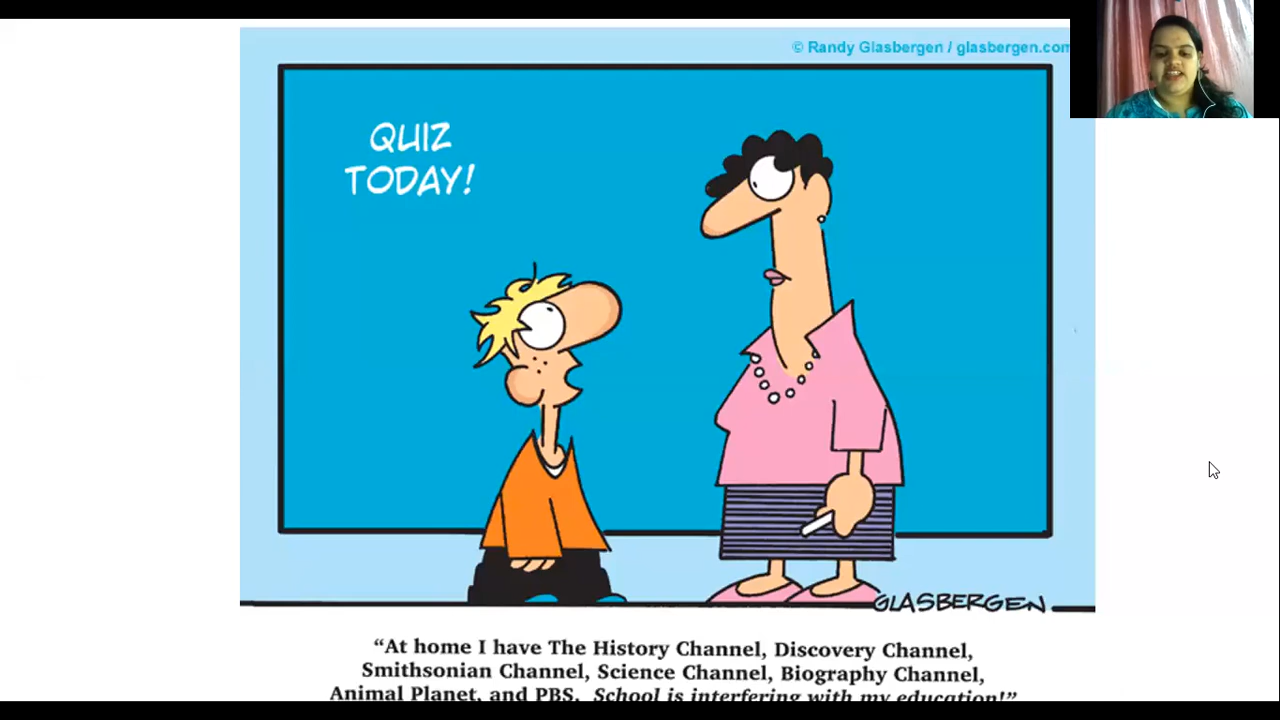 © Randy Glasbergen / glasbergen.com
QUIZ
TODAY!
GLASBERGEN
“At home I have The History Channel, Discovery Channel,
Smithsonian Channel, Science Channel, Biography Channel,
Animal Planet, and PBS. School is interfering with my education!”